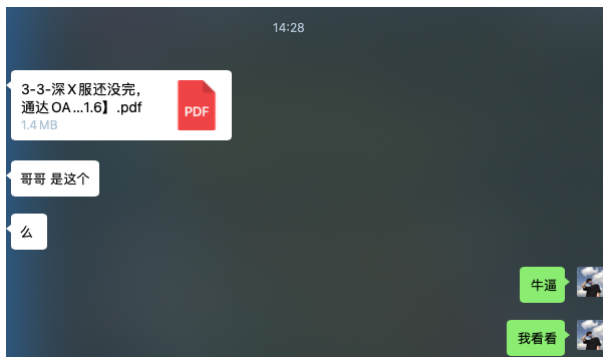 14:28
3-3-深X服还没完，
通达OA...1.6】.pdf
1.4 MB
PDF
哥哥 是这个
么
牛逼
我看看